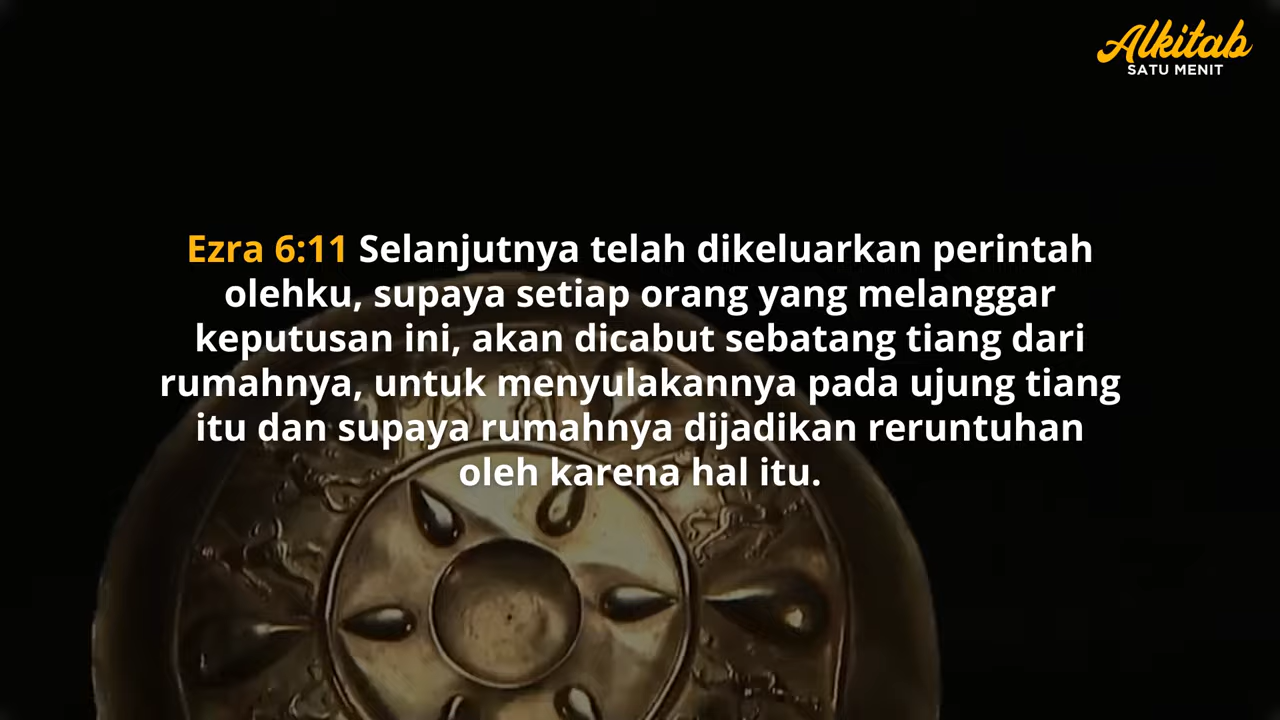 Alkitab
SATU MENIT
Ezra 6:11 Selanjutnya telah dikeluarkan perintah
olehku, supaya setiap orang yang melanggar
keputusan ini, akan dicabut sebatang tiang dari
rumahnya, untuk menyulakannya pada ujung tiang
itu dan supaya rumahnya dijadikan reruntuhan
oleh karena hal itu.